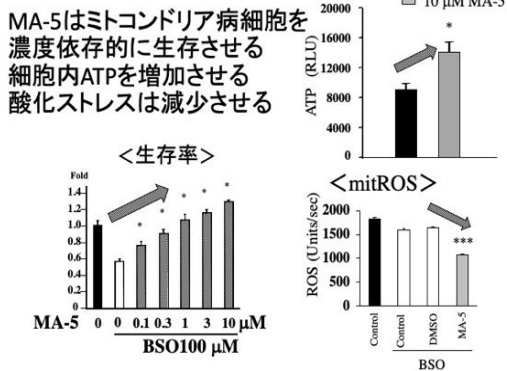 MA-5はミトコンドリア病細胞を
濃度依存的に生存させる
細胞内ATPを増加させる
酸化ストレスは減少させる
10 μM MA-5
ATP (RLU)
20000
16000
12000
8000
4000
0
*
＜生存率＞
Fold
1.4
1.2
1.0
0.8
0.6
0.4
0.2
0
* * * * *
MA-5 0 0 0.1 0.3 1 3 10 μM
BSO100 μM
＜mitROS＞
ROS (Units/sec)
2000
1500
1000
500
0
***
Control Control DMSO MA-5
BSO